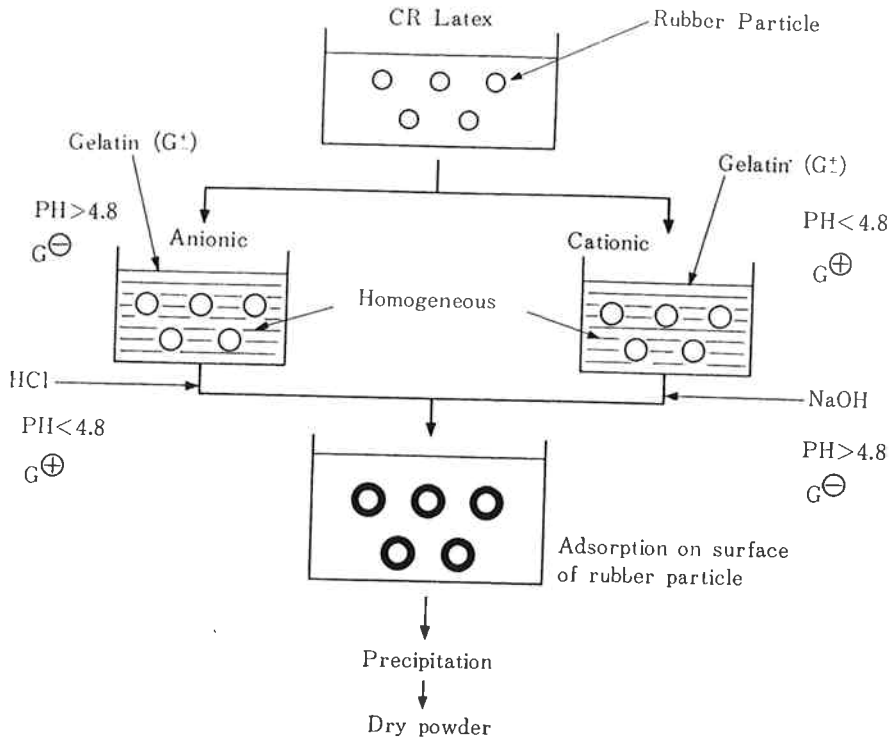 CR Latex
Rubber Particle
Gelatin (G±)
Gelatin (G±)
PH>4.8
PH<4.8
Anionic
Cationic
G⊖
G⊕
Homogeneous
HCl
NaOH
PH<4.8
PH>4.8
G⊕
G⊖
Adsorption on surface
of rubber particle
Precipitation
Dry powder